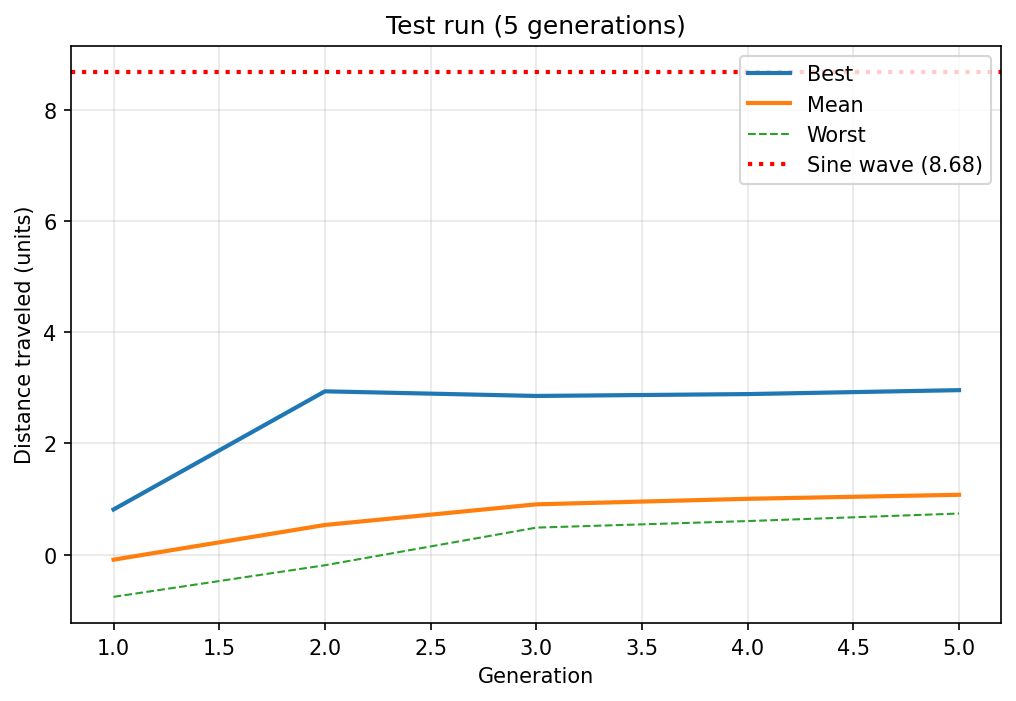 Test run (5 generations)
Best
Mean
Worst
Sine wave (8.68)
Distance traveled (units)
8
6
4
2
0
1.0 1.5 2.0 2.5 3.0 3.5 4.0 4.5 5.0
Generation